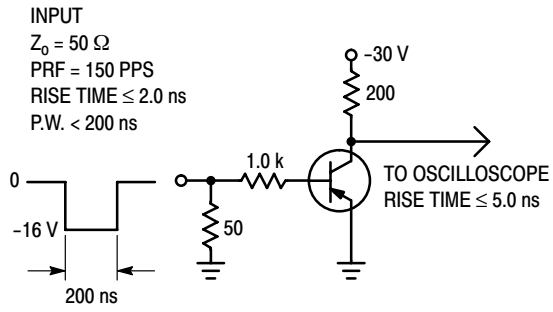 INPUT
Zo = 50 Ω
PRF = 150 PPS
RISE TIME ≤ 2.0 ns
P.W. < 200 ns
−30 V
200
1.0 k
TO OSCILLOSCOPE
RISE TIME ≤ 5.0 ns
0
−16 V
50
200 ns